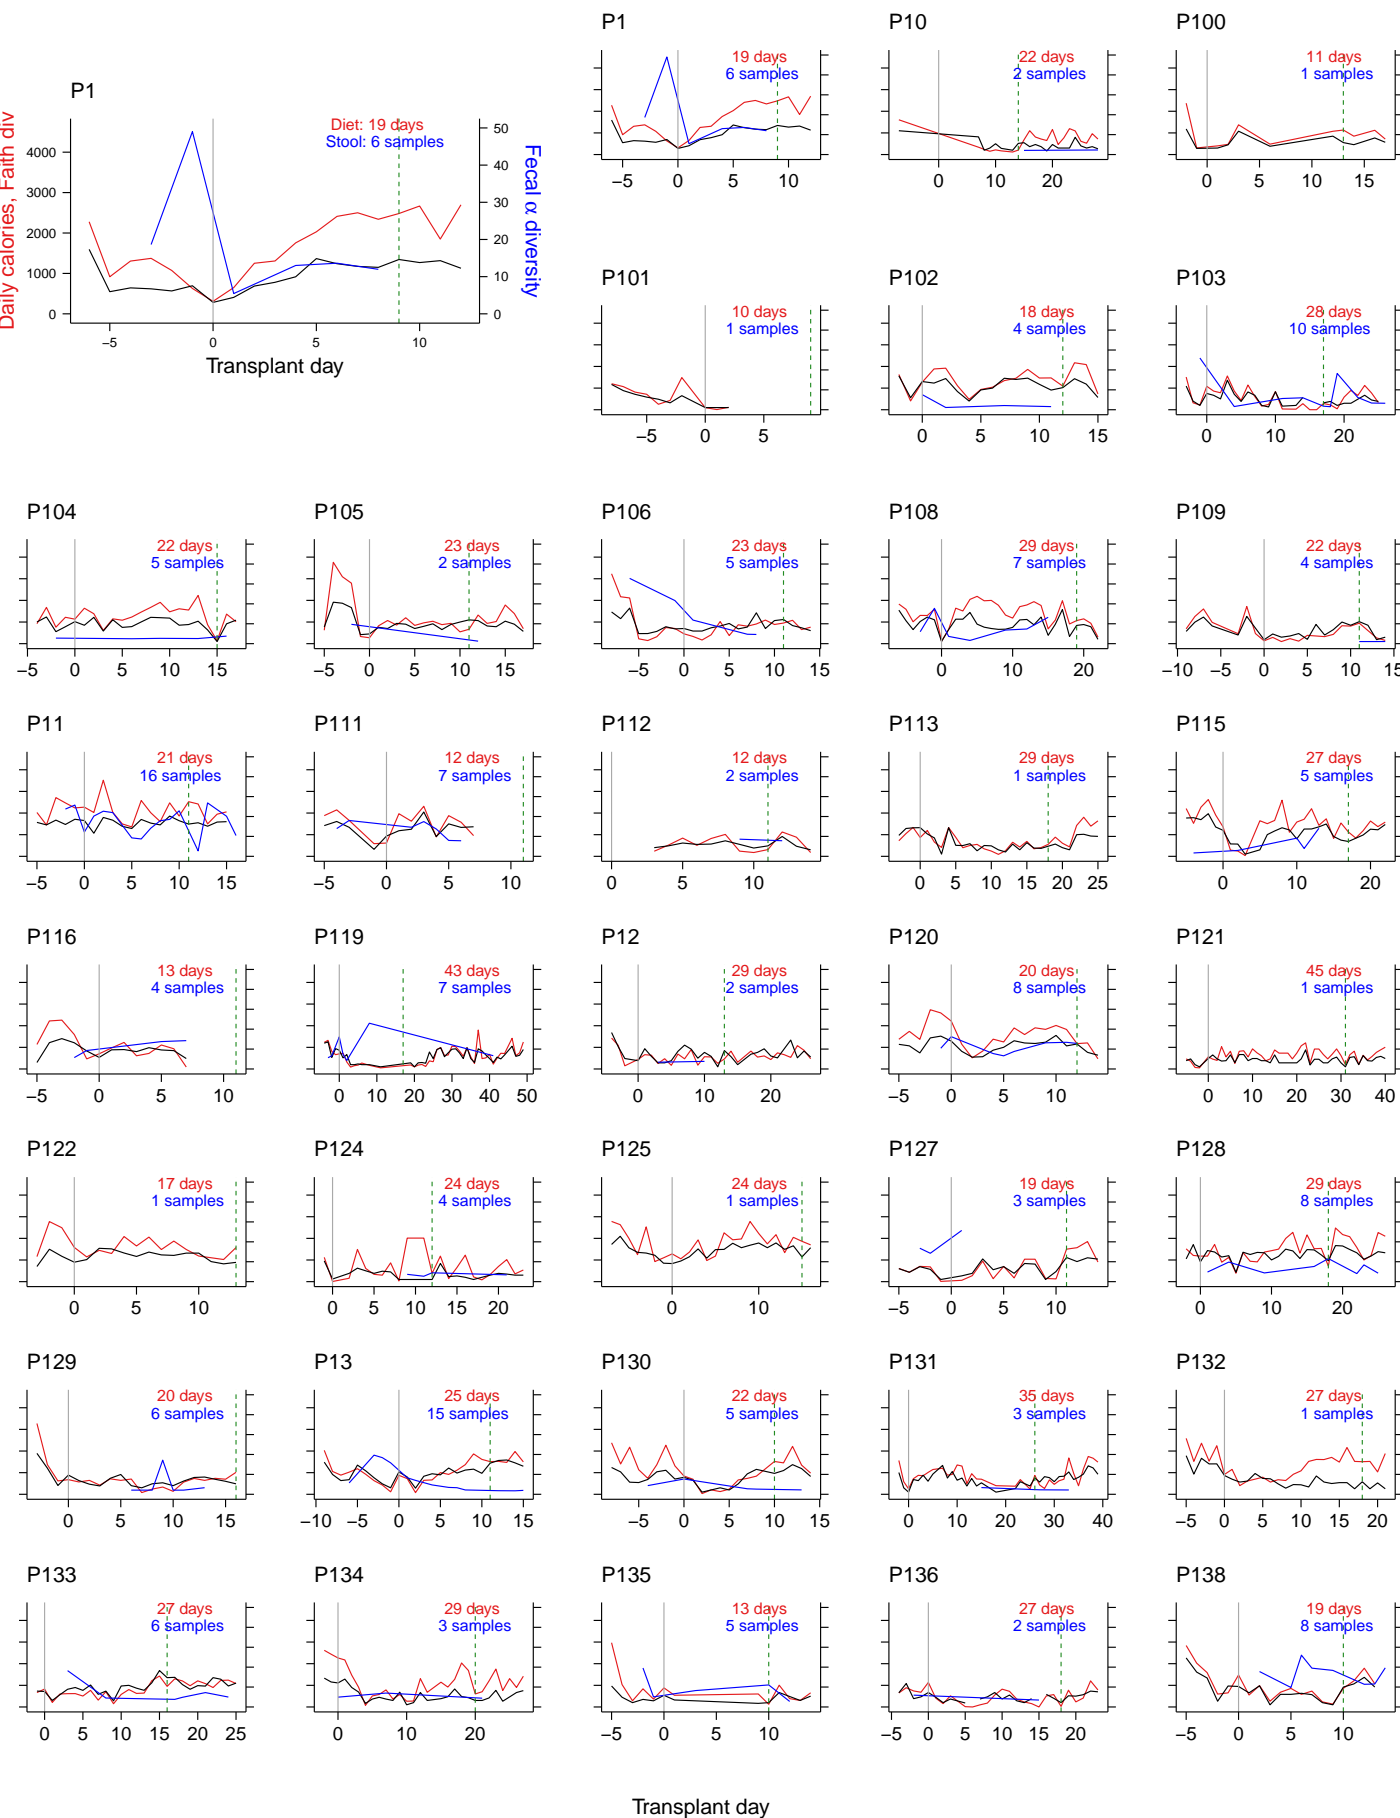 P1
Daily calories, Faith div
Diet: 19 days
Stool: 6 samples
4000
3000
2000
1000
0
50
40
30
20
10
0
Fecal α diversity
−5 0 5 10
Transplant day
P1
19 days
6 samples
−5 0 5 10
P10
22 days
2 samples
0 10 20
P100
11 days
1 samples
0 5 10 15
P101
10 days
1 samples
−5 0 5
P102
18 days
4 samples
0 5 10 15
P103
28 days
10 samples
0 10 20
P104
22 days
5 samples
−5 0 5 10 15
P105
23 days
2 samples
−5 0 5 10 15
P106
23 days
5 samples
−5 0 5 10 15
P108
29 days
7 samples
0 10 20
P109
22 days
4 samples
−10 −5 0 5 10 15
P11
21 days
16 samples
−5 0 5 10 15
P111
12 days
7 samples
−5 0 5 10
P112
12 days
2 samples
0 5 10
P113
29 days
1 samples
0 5 10 15 20 25
P115
27 days
5 samples
0 10 20
P116
13 days
4 samples
−5 0 5 10
P119
43 days
7 samples
0 10 20 30 40 50
P12
29 days
2 samples
0 10 20
P120
20 days
8 samples
−5 0 5 10
P121
45 days
1 samples
0 10 20 30 40
P122
17 days
1 samples
0 5 10
P124
24 days
4 samples
0 5 10 15 20
P125
24 days
1 samples
0 10
P127
19 days
3 samples
−5 0 5 10
P128
29 days
8 samples
0 10 20
P129
20 days
6 samples
0 5 10 15
P13
25 days
15 samples
−10 −5 0 5 10 15
P130
22 days
5 samples
−5 0 5 10 15
P131
35 days
3 samples
0 10 20 30 40
P132
27 days
1 samples
−5 0 5 10 15 20
P133
27 days
6 samples
0 5 10 15 20 25
P134
29 days
3 samples
0 10 20
P135
13 days
5 samples
−5 0 5 10
P136
27 days
2 samples
−5 0 5 10 15 20
P138
19 days
8 samples
−5 0 5 10
Transplant day